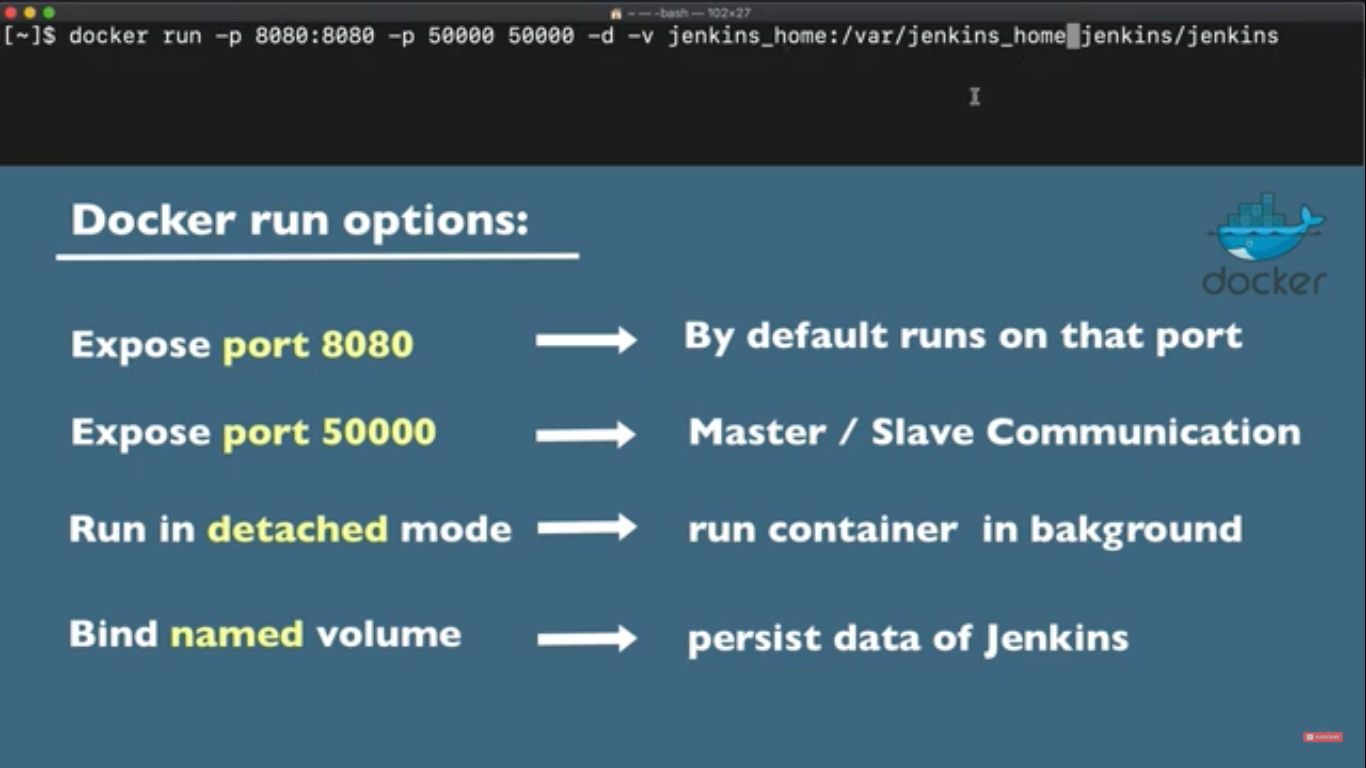 ~ — -bash — 102×27
[~]$ docker run -p 8080:8080 -p 50000 50000 -d -v jenkins_home:/var/jenkins_home jenkins/jenkins
Docker run options:
docker
Expose port 8080
By default runs on that port
Expose port 50000
Master / Slave Communication
Run in detached mode
run container in bakground
Bind named volume
persist data of Jenkins
SUBSCRIBE